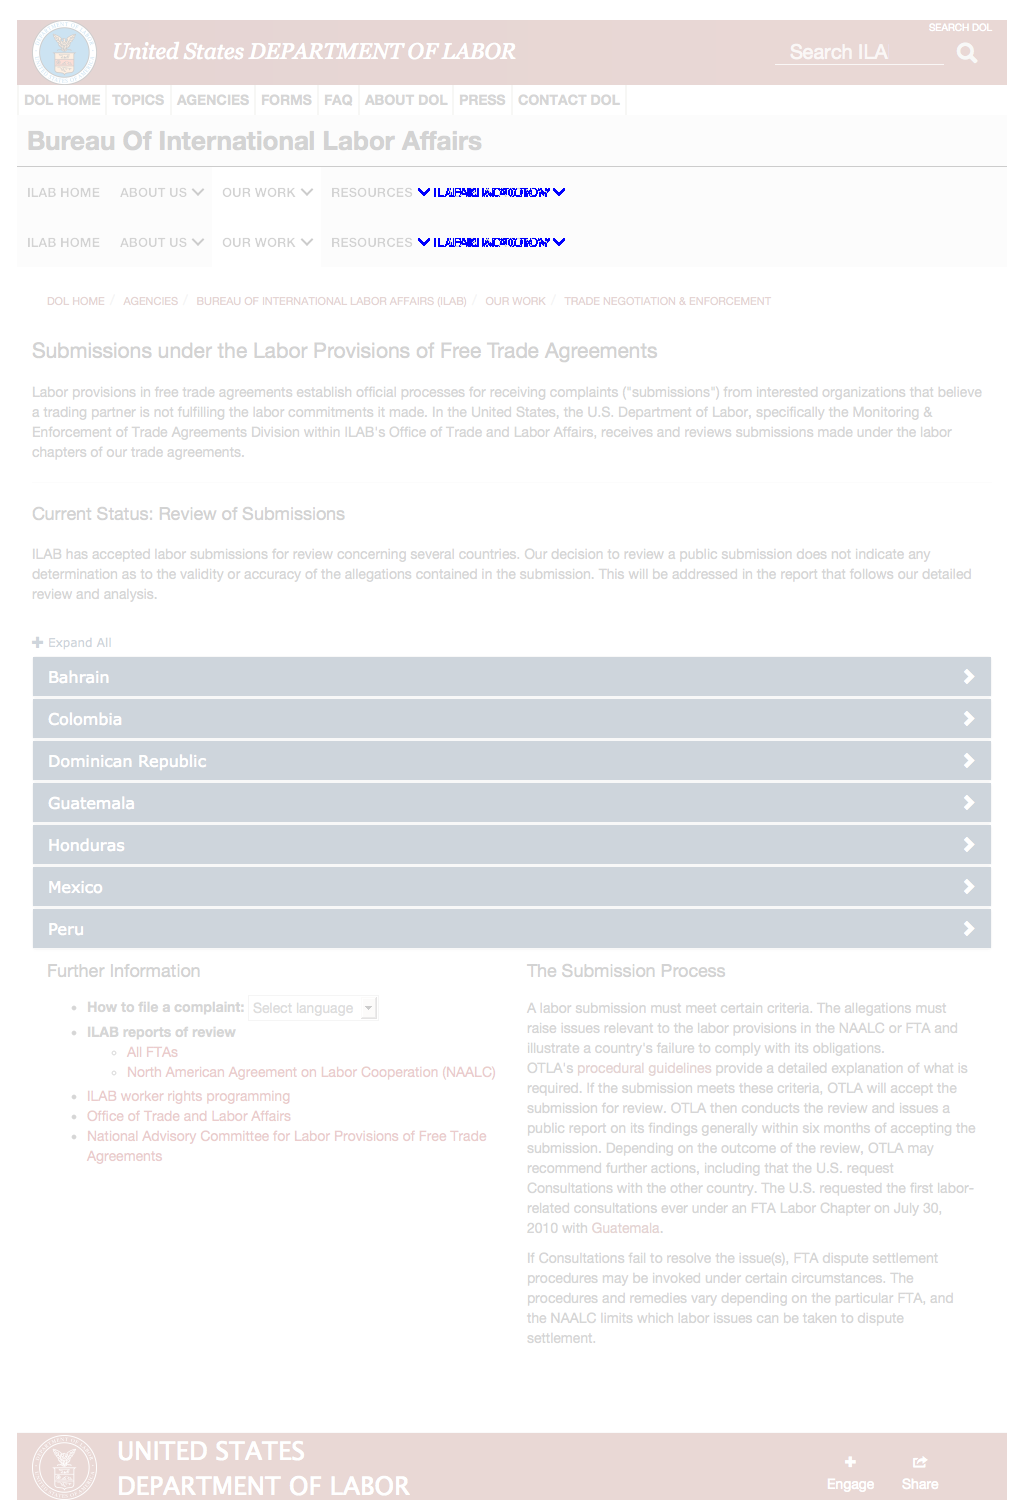 SEARCH DOL
United States DEPARTMENT OF LABOR
Search ILA
DOL HOME TOPICS AGENCIES FORMS FAQ ABOUT DOL PRESS CONTACT DOL
Bureau Of International Labor Affairs
ILAB HOME ABOUT US OUR WORK RESOURCES
ILAB HOME ABOUT US OUR WORK RESOURCES
DOL HOME / AGENCIES / BUREAU OF INTERNATIONAL LABOR AFFAIRS (ILAB) / OUR WORK / TRADE NEGOTIATION & ENFORCEMENT
Submissions under the Labor Provisions of Free Trade Agreements
Labor provisions in free trade agreements establish official processes for receiving complaints ("submissions") from interested organizations that believe
a trading partner is not fulfilling the labor commitments it made. In the United States, the U.S. Department of Labor, specifically the Monitoring &
Enforcement of Trade Agreements Division within ILAB's Office of Trade and Labor Affairs, receives and reviews submissions made under the labor
chapters of our trade agreements.
Current Status: Review of Submissions
ILAB has accepted labor submissions for review concerning several countries. Our decision to review a public submission does not indicate any
determination as to the validity or accuracy of the allegations contained in the submission. This will be addressed in the report that follows our detailed
review and analysis.
Expand All
Bahrain
Colombia
Dominican Republic
Guatemala
Honduras
Mexico
Peru
Further Information
• How to file a complaint: Select language
• ILAB reports of review
◦ All FTAs
◦ North American Agreement on Labor Cooperation (NAALC)
• ILAB worker rights programming
• Office of Trade and Labor Affairs
• National Advisory Committee for Labor Provisions of Free Trade
Agreements
The Submission Process
A labor submission must meet certain criteria. The allegations must
raise issues relevant to the labor provisions in the NAALC or FTA and
illustrate a country's failure to comply with its obligations.
OTLA's procedural guidelines provide a detailed explanation of what is
required. If the submission meets these criteria, OTLA will accept the
submission for review. OTLA then conducts the review and issues a
public report on its findings generally within six months of accepting the
submission. Depending on the outcome of the review, OTLA may
recommend further actions, including that the U.S. request
Consultations with the other country. The U.S. requested the first labor-
related consultations ever under an FTA Labor Chapter on July 30,
2010 with Guatemala.
If Consultations fail to resolve the issue(s), FTA dispute settlement
procedures may be invoked under certain circumstances. The
procedures and remedies vary depending on the particular FTA, and
the NAALC limits which labor issues can be taken to dispute
settlement.
UNITED STATES
DEPARTMENT OF LABOR
Engage Share